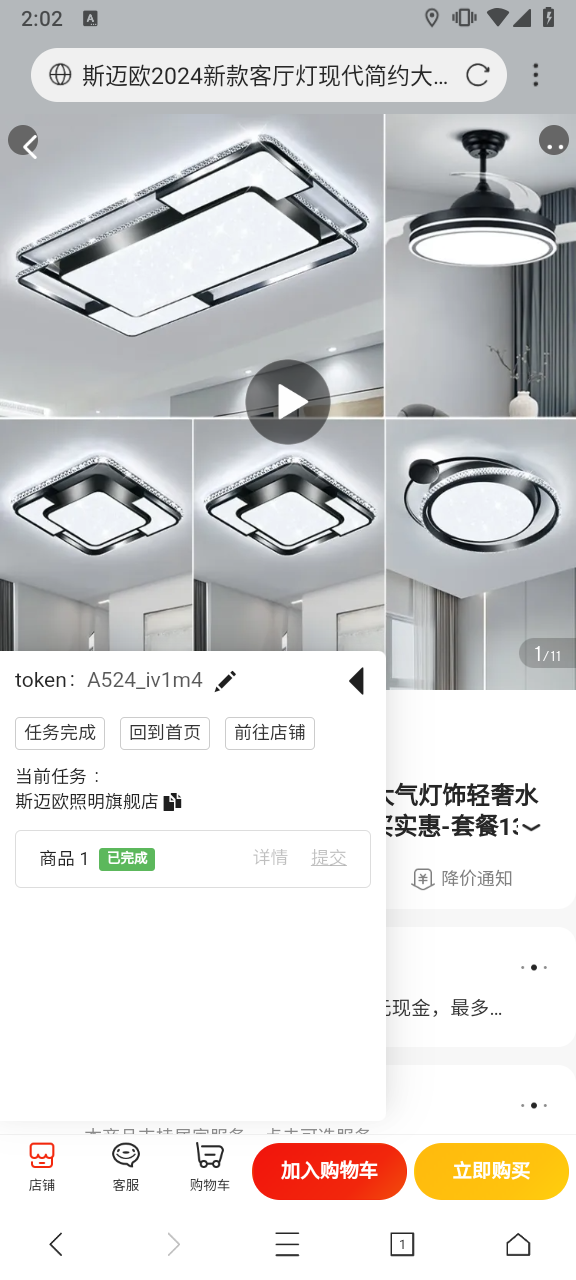 2:02
A
斯迈欧2024新款客厅灯现代简约大...
1/11
token： A524_iv1m4
任务完成 回到首页 前往店铺
当前任务：
斯迈欧照明旗舰店
大气灯饰轻奢水
买实惠-套餐13
商品 1 已完成 详情 提交
降价通知
元现金，最多...
店铺 客服 购物车 加入购物车 立即购买
1